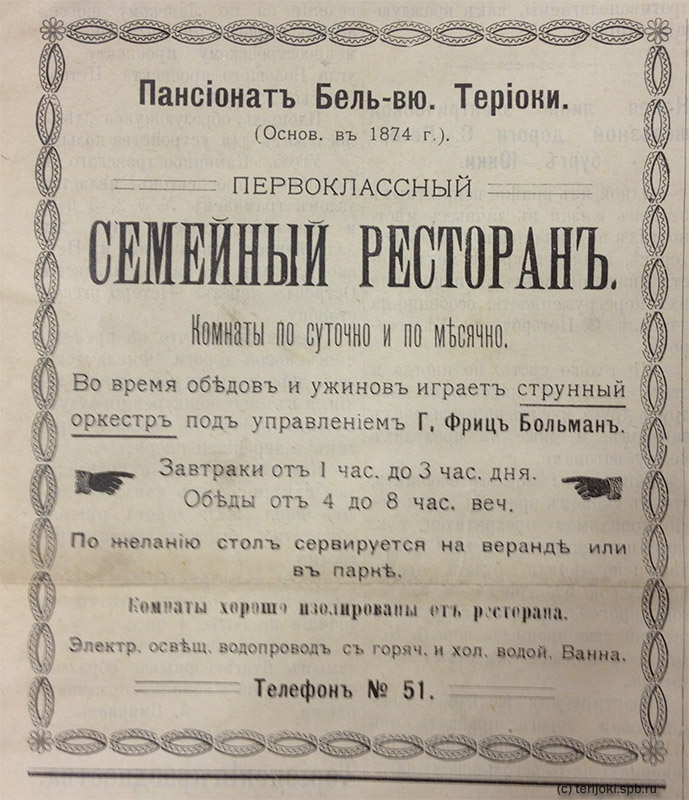 Пансіонатъ Бель-вю. Теріоки.
(Основ. въ 1874 г.).
ПЕРВОКЛАССНЫЙ
СЕМЕЙНЫЙ РЕСТОРАНЪ.
Комнаты по суточно и по мѣсячно.
Во время обѣдовъ и ужиновъ играетъ струнный
оркестръ подъ управленіемъ Г. Фрицъ Больманъ.
Завтраки отъ 1 час. до 3 час. дня.
Обѣды отъ 4 до 8 час. веч.
По желанію столъ сервируется на верандѣ или
въ паркѣ.
Комнаты хорошо изолированы отъ ресторана.
Электр. освѣщ. водопроводъ съ горяч. и хол. водой. Ванна.
Телефонъ № 51.
(c) terijoki.spb.ru